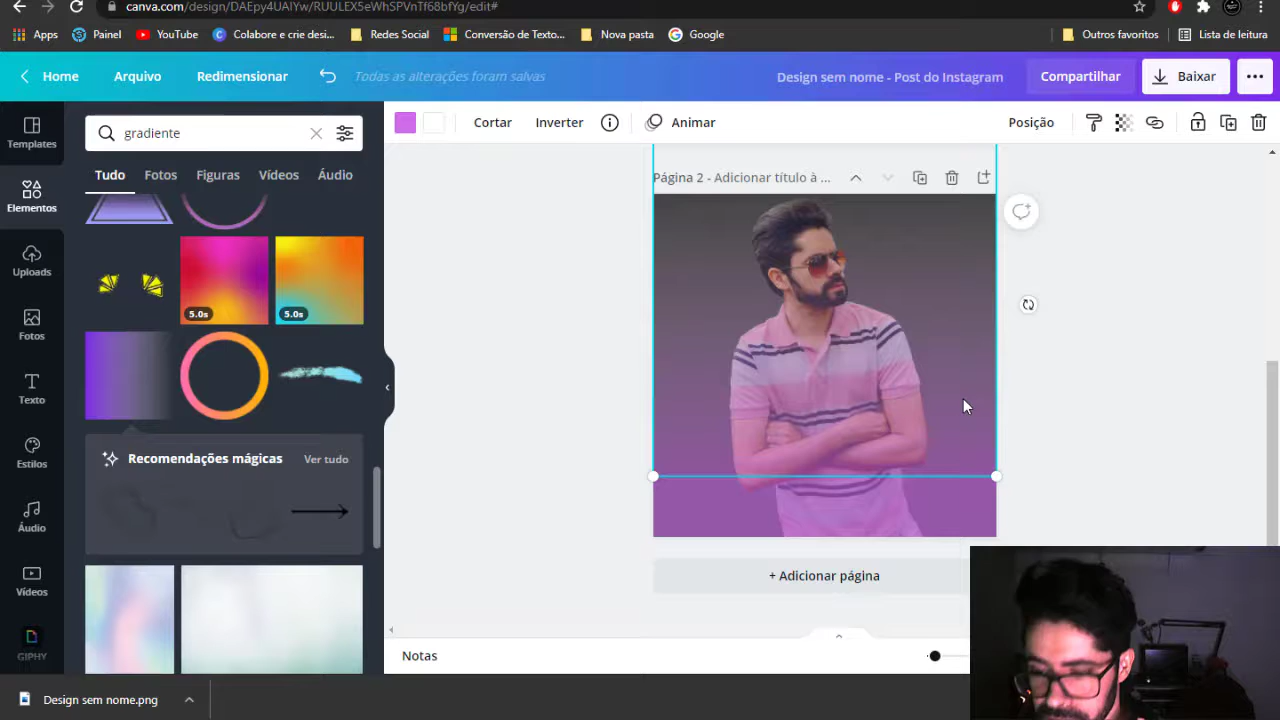 canva.com/design/DAEpy4UAlYw/RUULEX5eWhSPVnTf68bfYg/edit#
Apps
Painel
YouTube
Colabore e crie desi...
Redes Social
Conversão de Texto...
Nova pasta
Google
Outros favoritos
Lista de leitura
Home
Arquivo
Redimensionar
Todas as alterações foram salvas
Design sem nome - Post do Instagram
Compartilhar
Baixar
Templates
gradiente
Cortar
Inverter
Animar
Posição
Tudo
Fotos
Figuras
Vídeos
Áudio
Página 2 - Adicionar título à ...
Elementos
Uploads
5.0s
5.0s
Fotos
Texto
Estilos
Recomendações mágicas
Ver tudo
Áudio
Vídeos
+ Adicionar página
GIPHY
Notas
Design sem nome.png